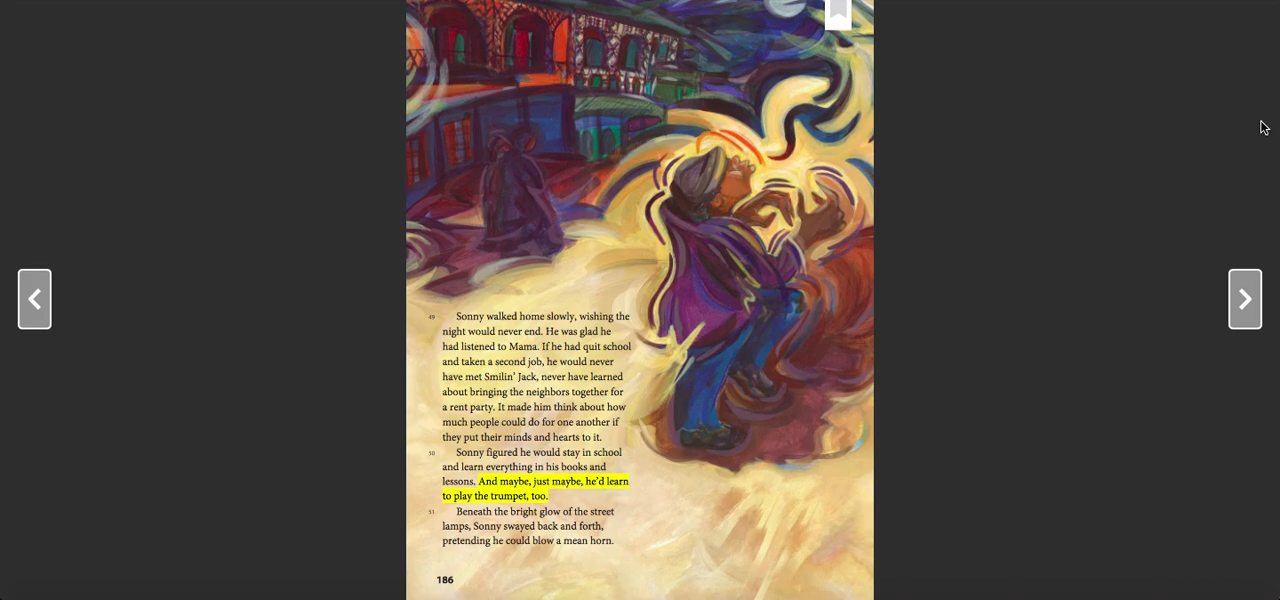 49 Sonny walked home slowly, wishing the
night would never end. He was glad he
had listened to Mama. If he had quit school
and taken a second job, he would never
have met Smilin’ Jack, never have learned
about bringing the neighbors together for
a rent party. It made him think about how
much people could do for one another if
they put their minds and hearts to it.
50 Sonny figured he would stay in school
and learn everything in his books and
lessons. And maybe, just maybe, he’d learn
to play the trumpet, too.
51 Beneath the bright glow of the street
lamps, Sonny swayed back and forth,
pretending he could blow a mean horn.
186